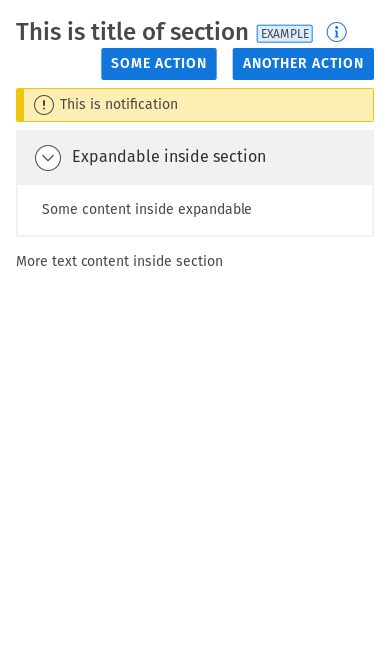 This is title of section EXAMPLE
SOME ACTION ANOTHER ACTION
This is notification
Expandable inside section
Some content inside expandable
More text content inside section